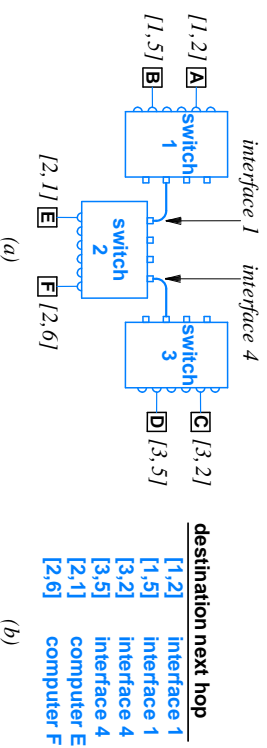 interface 1 interface 4
[1,2] A
[1,5] B
switch 1
switch 2
switch 3
C [3,2]
D [3,5]
[2,1] E
F [2,6]
(a)
destination next hop
[1,2] interface 1
[1,5] interface 1
[3,2] interface 4
[3,5] interface 4
[2,1] computer E
[2,6] computer F
(b)